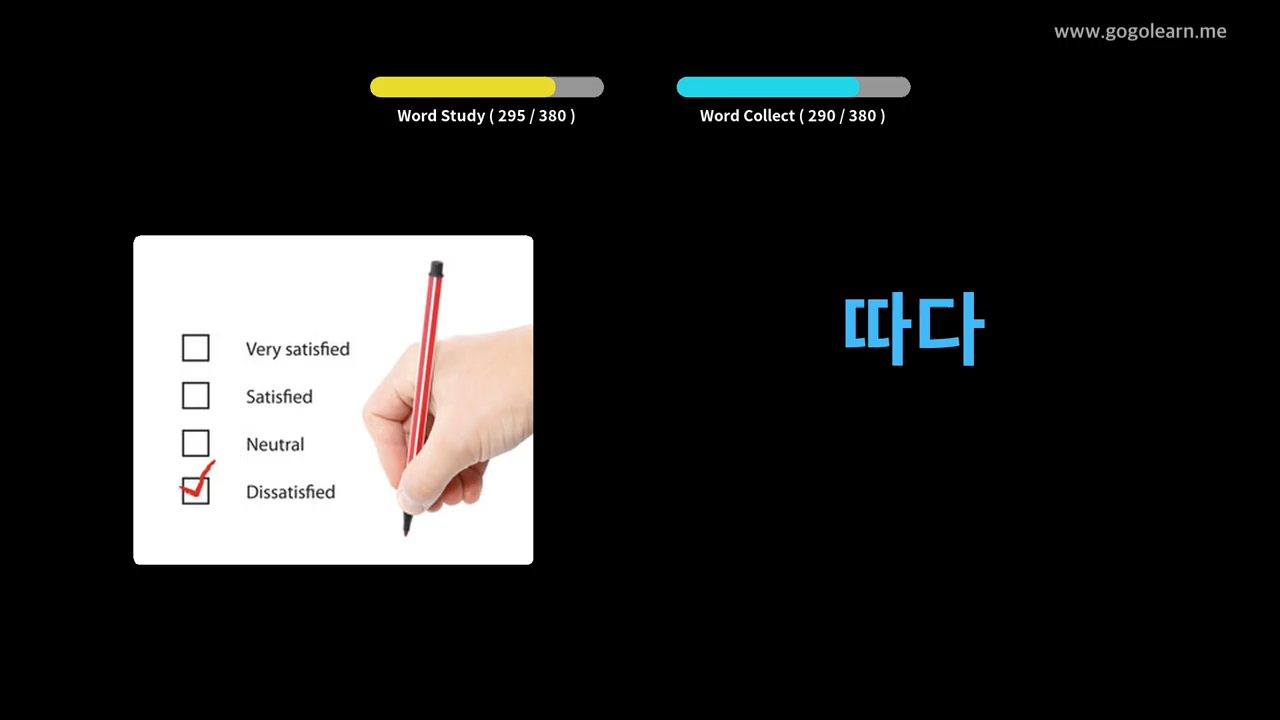 www.gogolearn.me
Word Study ( 295 / 380 )
Word Collect ( 290 / 380 )
Very satisfied
Satisfied
Neutral
Dissatisfied
따다